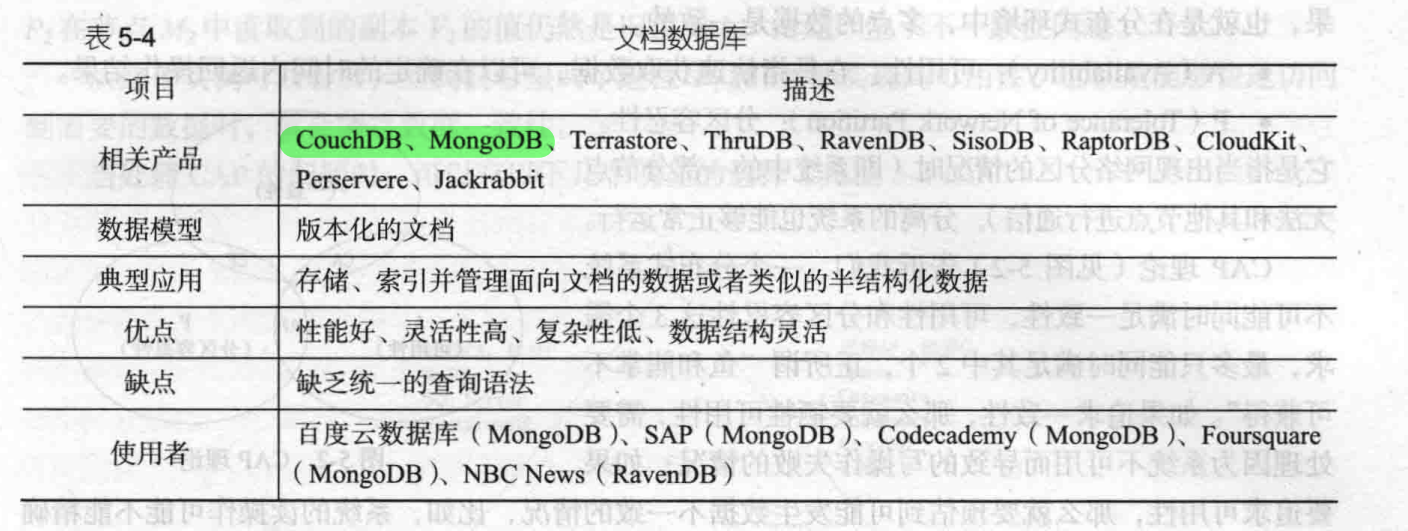 表 5-4 文档数据库
项目 描述
相关产品 CouchDB、MongoDB、Terrastore、ThruDB、RavenDB、SisoDB、RaptorDB、CloudKit、
Perservere、Jackrabbit
数据模型 版本化的文档
典型应用 存储、索引并管理面向文档的数据或者类似的半结构化数据
优点 性能好、灵活性高、复杂性低、数据结构灵活
缺点 缺乏统一的查询语法
使用者 百度云数据库（MongoDB）、SAP（MongoDB）、Codecademy（MongoDB）、Foursquare
（MongoDB）、NBC News（RavenDB）